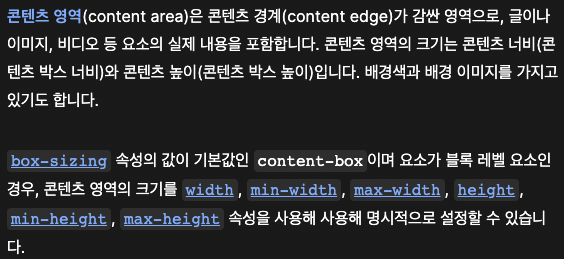 콘텐츠 영역(content area)은 콘텐츠 경계(content edge)가 감싼 영역으로, 글이나
이미지, 비디오 등 요소의 실제 내용을 포함합니다. 콘텐츠 영역의 크기는 콘텐츠 너비(콘
텐츠 박스 너비)와 콘텐츠 높이(콘텐츠 박스 높이)입니다. 배경색과 배경 이미지를 가지고
있기도 합니다.
box-sizing 속성의 값이 기본값인 content-box이며 요소가 블록 레벨 요소인
경우, 콘텐츠 영역의 크기를 width, min-width, max-width, height,
min-height, max-height 속성을 사용해 사용해 명시적으로 설정할 수 있습니
다.